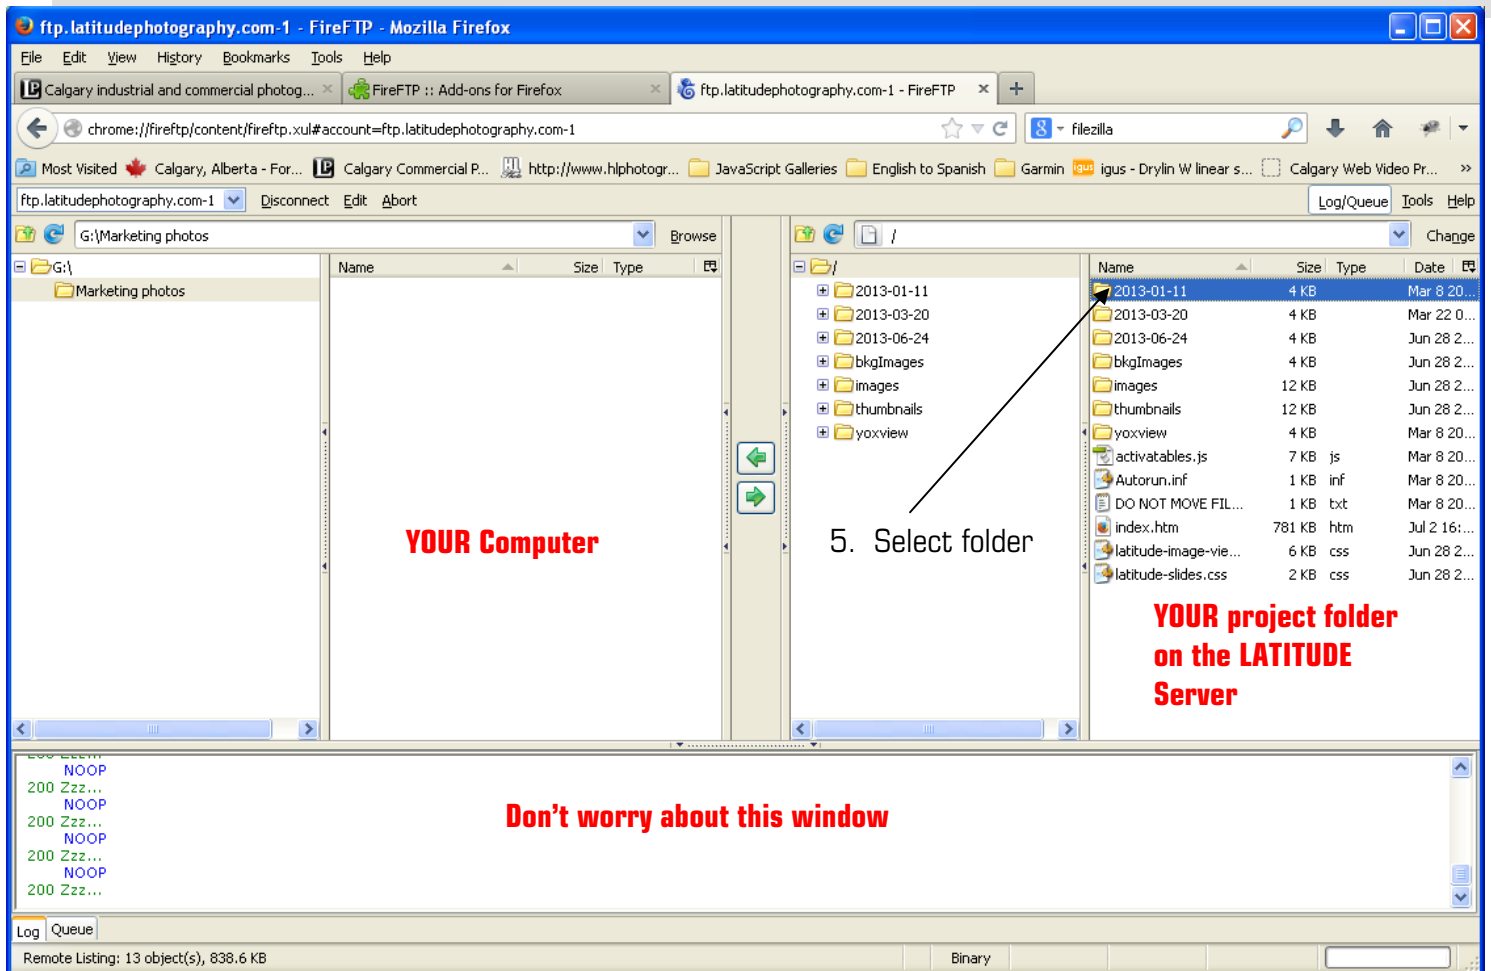 ftp.latitudephotography.com-1 - FireFTP - Mozilla Firefox
File Edit View History Bookmarks Tools Help
Calgary industrial and commercial photog... FireFTP :: Add-ons for Firefox ftp.latitudephotography.com-1 - FireFTP
chrome://fireftp/content/fireftp.xul#account=ftp.latitudephotography.com-1 filezilla
Most Visited Calgary, Alberta - For... Calgary Commercial P... http://www.hlphotogr... JavaScript Galleries English to Spanish Garmin igus - Drylin W linear s... Calgary Web Video Pr... »
ftp.latitudephotography.com-1 Disconnect Edit Abort Log/Queue Tools Help
G:\Marketing photos Browse / Change
G:\ Name Size Type / Name Size Type Date
Marketing photos 2013-01-11 2013-01-11 4 KB Mar 8 20...
2013-03-20 2013-03-20 4 KB Mar 22 0...
2013-06-24 2013-06-24 4 KB Jun 28 2...
bkgImages bkgImages 4 KB Jun 28 2...
images images 12 KB Jun 28 2...
thumbnails thumbnails 12 KB Jun 28 2...
yoxview yoxview 4 KB Mar 8 20...
activatables.js 7 KB js Mar 8 20...
Autorun.inf 1 KB inf Mar 8 20...
DO NOT MOVE FIL... 1 KB txt Mar 8 20...
index.htm 781 KB htm Jul 2 16:...
latitude-image-vie... 6 KB css Jun 28 2...
latitude-slides.css 2 KB css Jun 28 2...
YOUR Computer
5. Select folder
YOUR project folder
on the LATITUDE
Server
NOOP
200 Zzz...
NOOP
200 Zzz...
NOOP
200 Zzz...
NOOP
200 Zzz...
Don't worry about this window
Log Queue
Remote Listing: 13 object(s), 838.6 KB Binary